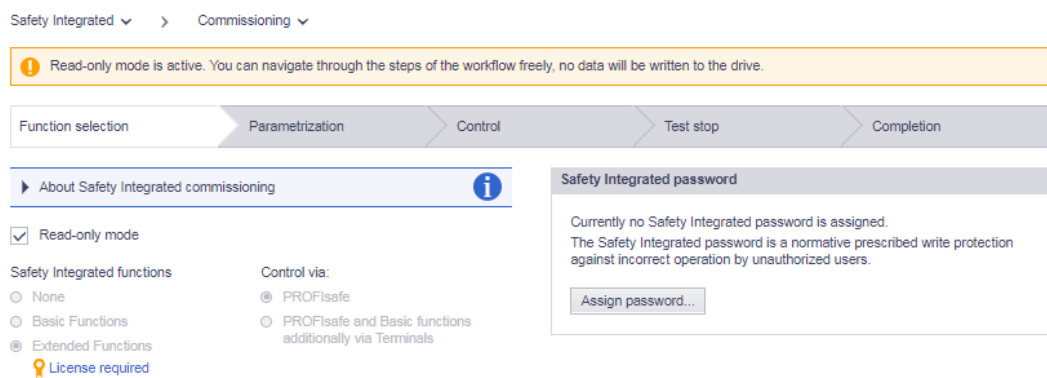 Safety Integrated > Commissioning
Read-only mode is active. You can navigate through the steps of the workflow freely, no data will be written to the drive.
Function selection Parametrization Control Test stop Completion
About Safety Integrated commissioning
Read-only mode
Safety Integrated functions
None
Basic Functions
Extended Functions
License required
Control via:
PROFIsafe
PROFIsafe and Basic functions
additionally via Terminals
Safety Integrated password
Currently no Safety Integrated password is assigned.
The Safety Integrated password is a normative prescribed write protection
against incorrect operation by unauthorized users.
Assign password...